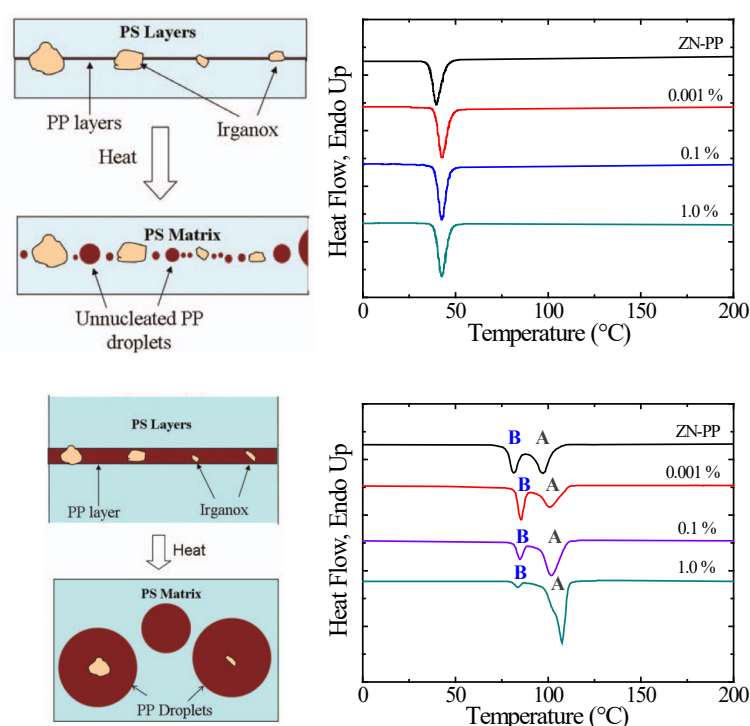 PS Layers
PP layers
Irganox
Heat
PS Matrix
Unnucleated PP
droplets
Heat Flow, Endo Up
ZN-PP
0.001 %
0.1 %
1.0 %
0 50 100 150 200
Temperature (°C)
PS Layers
PP layer
Irganox
Heat
PS Matrix
PP Droplets
Heat Flow, Endo Up
ZN-PP
B A
0.001 %
B A
0.1 %
B A
1.0 %
B A
0 50 100 150 200
Temperature (°C)